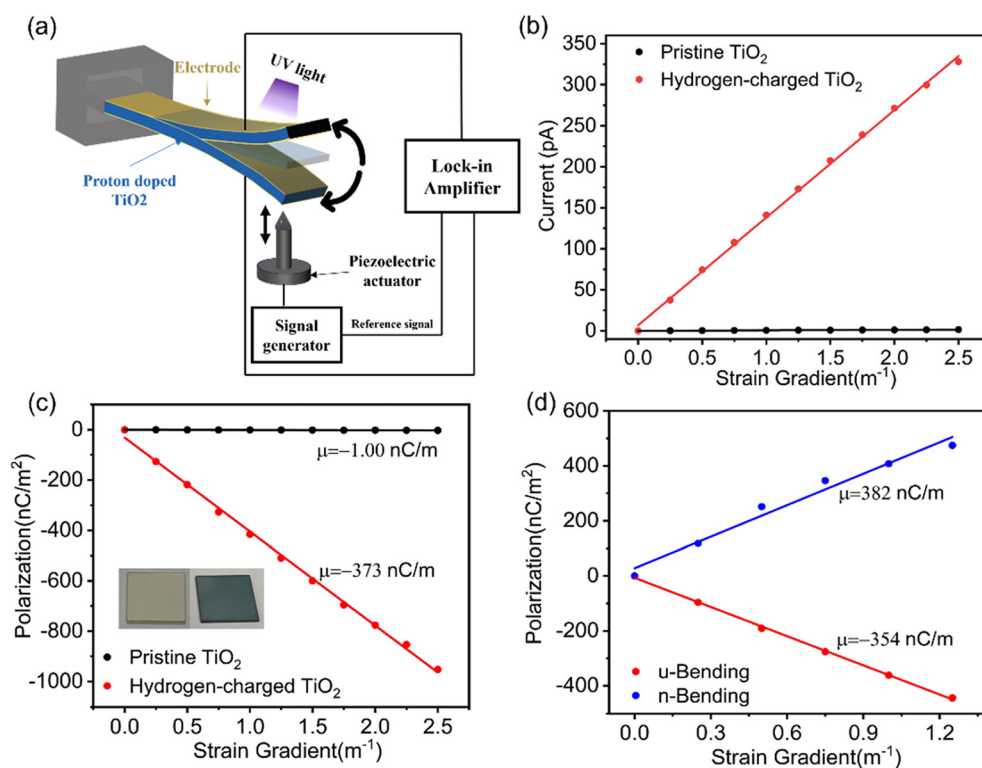 (a)
UV light
Electrode
Proton doped
TiO2
Lock-in
Amplifier
Piezoelectric
actuator
Signal
generator
Reference signal
(b)
Pristine TiO₂
Hydrogen-charged TiO₂
Current (pA)
350
300
250
200
150
100
50
0
0.0 0.5 1.0 1.5 2.0 2.5
Strain Gradient(m⁻¹)
(c)
Polarization(nC/m²)
0
-200
-400
-600
-800
-1000
μ=−1.00 nC/m
μ=−373 nC/m
Pristine TiO₂
Hydrogen-charged TiO₂
0.0 0.5 1.0 1.5 2.0 2.5
Strain Gradient(m⁻¹)
(d)
Polarization(nC/m²)
600
400
200
0
-200
-400
μ=382 nC/m
μ=−354 nC/m
u-Bending
n-Bending
0.0 0.3 0.6 0.9 1.2
Strain Gradient(m⁻¹)